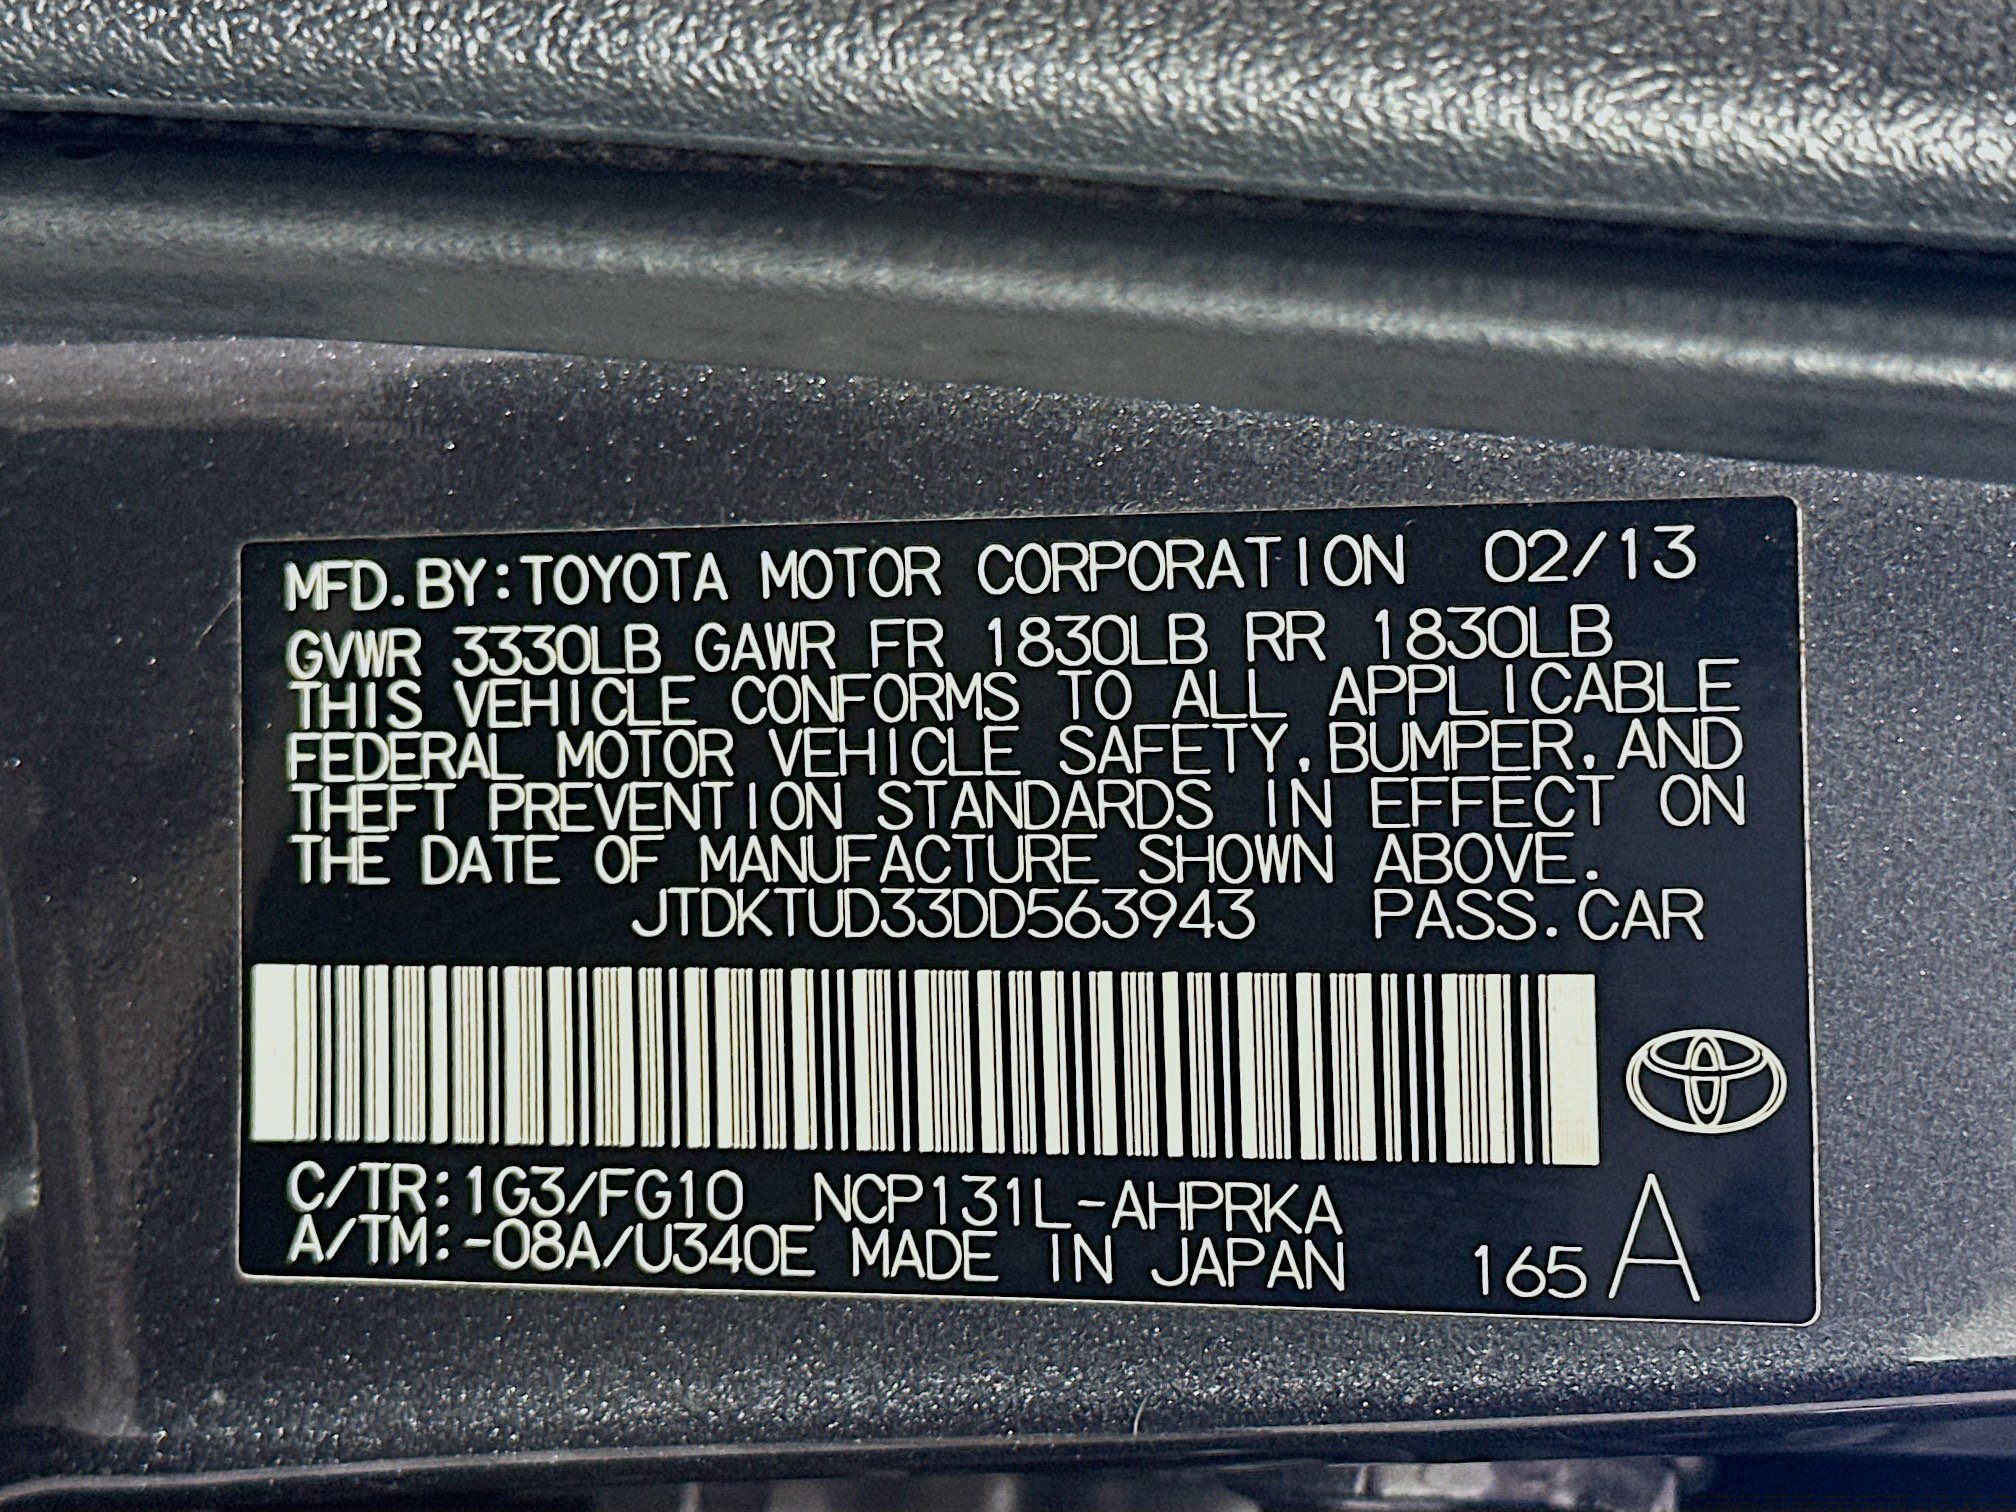 MFD.BY:TOYOTA MOTOR CORPORATION 02/13
GVWR 3330LB GAWR FR 1830LB RR 1830LB
THIS VEHICLE CONFORMS TO ALL APPLICABLE
FEDERAL MOTOR VEHICLE SAFETY,BUMPER,AND
THEFT PREVENTION STANDARDS IN EFFECT ON
THE DATE OF MANUFACTURE SHOWN ABOVE.
JTDKTUD33DD563943 PASS.CAR
C/TR:1G3/FG10 NCP131L-AHPRKA
A/TM:-08A/U340E MADE IN JAPAN 165 A